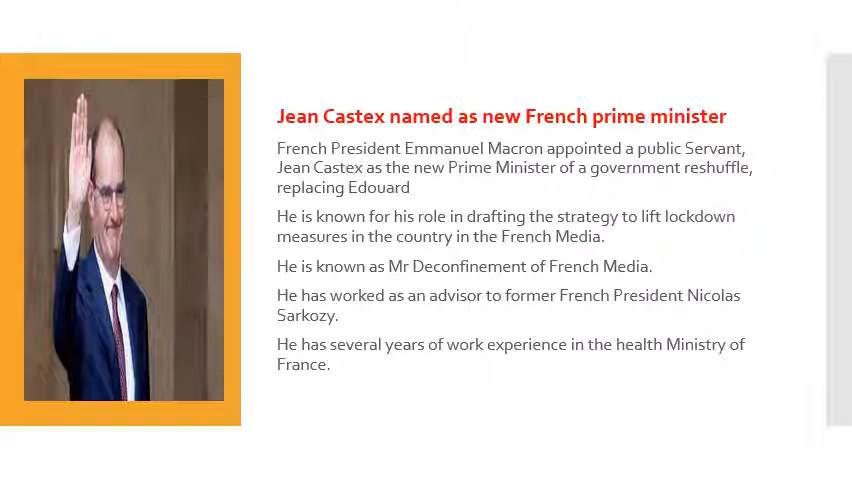 Jean Castex named as new French prime minister
French President Emmanuel Macron appointed a public Servant,
Jean Castex as the new Prime Minister of a government reshuffle,
replacing Edouard
He is known for his role in drafting the strategy to lift lockdown
measures in the country in the French Media.
He is known as Mr Deconfinement of French Media.
He has worked as an advisor to former French President Nicolas
Sarkozy.
He has several years of work experience in the health Ministry of
France.